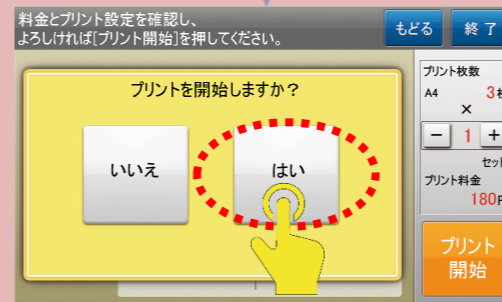 料金とプリント設定を確認し、
よろしければ[プリント開始]を押してください。
もどる 終了
プリントを開始しますか？
いいえ はい
プリント枚数
A4 3
×
− 1 +
セット
プリント料金
180
プリント
開始